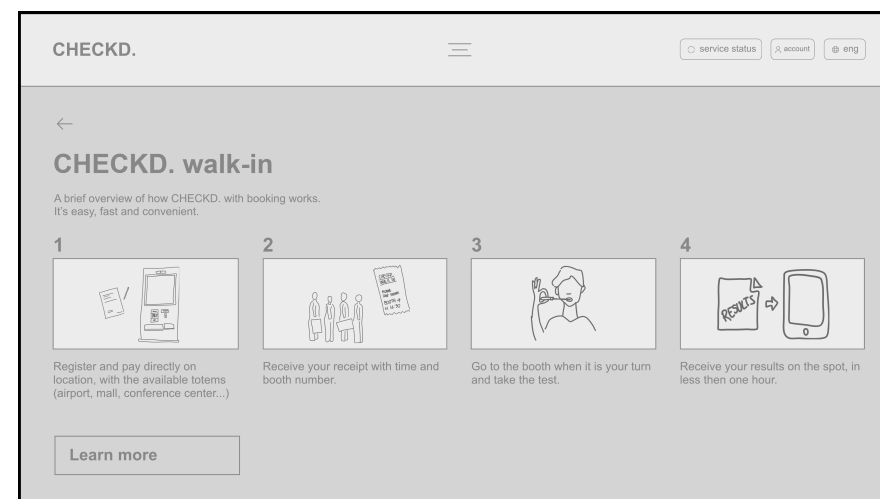 CHECKD.
service status
account
eng
CHECKD. walk-in
A brief overview of how CHECKD. with booking works.
It's easy, fast and convenient.
1
2
3
4
RESULTS
Register and pay directly on
location, with the available totems
(airport, mall, conference center...)
Receive your receipt with time and
booth number.
Go to the booth when it is your turn
and take the test.
Receive your results on the spot, in
less then one hour.
Learn more